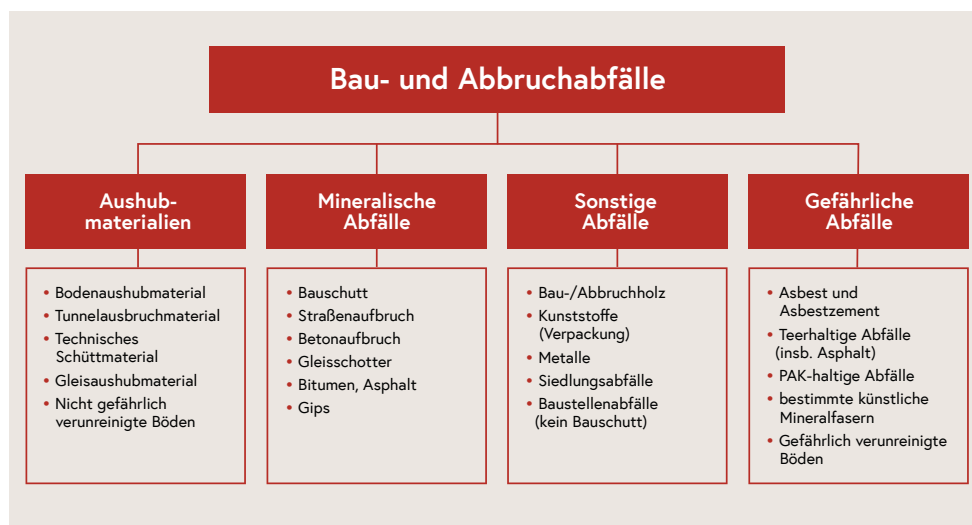 Bau- und Abbruchabfälle
Aushub-
materialien
• Bodenaushubmaterial
• Tunnelausbruchmaterial
• Technisches
Schüttmaterial
• Gleisaushubmaterial
• Nicht gefährlich
verunreinigte Böden
Mineralische
Abfälle
• Bauschutt
• Straßenaufbruch
• Betonaufbruch
• Gleisschotter
• Bitumen, Asphalt
• Gips
Sonstige
Abfälle
• Bau-/Abbruchholz
• Kunststoffe
(Verpackung)
• Metalle
• Siedlungsabfälle
• Baustellenabfälle
(kein Bauschutt)
Gefährliche
Abfälle
• Asbest und
Asbestzement
• Teerhaltige Abfälle
(insb. Asphalt)
• PAK-haltige Abfälle
• bestimmte künstliche
Mineralfasern
• Gefährlich verunreinigte
Böden